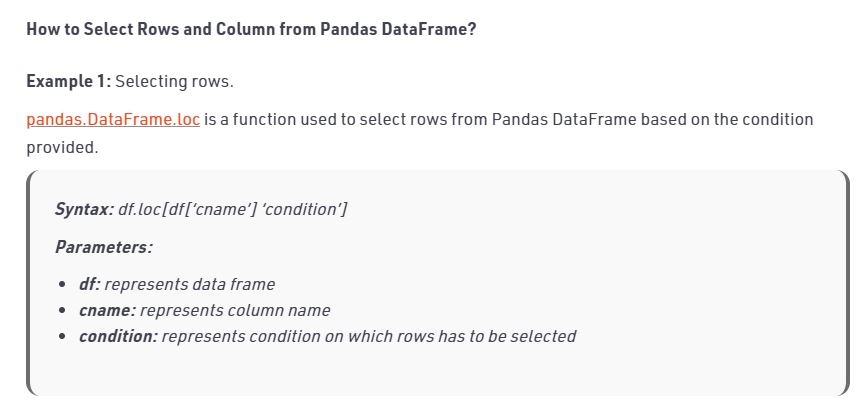 How to Select Rows and Column from Pandas DataFrame?
Example 1: Selecting rows.
pandas.DataFrame.loc is a function used to select rows from Pandas DataFrame based on the condition
provided.
Syntax: df.loc[df[‘cname’] ‘condition’]
Parameters:
• df: represents data frame
• cname: represents column name
• condition: represents condition on which rows has to be selected